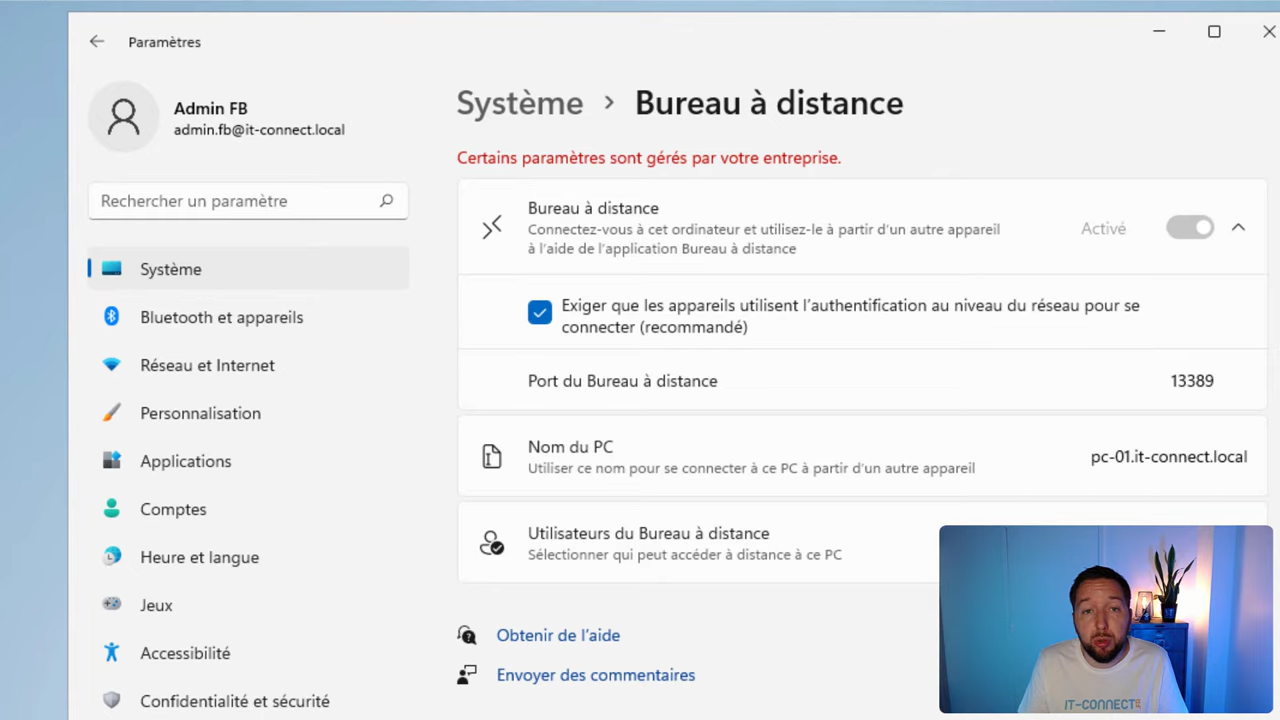 Paramètres
Admin FB
admin.fb@it-connect.local
Rechercher un paramètre
Système
Bluetooth et appareils
Réseau et Internet
Personnalisation
Applications
Comptes
Heure et langue
Jeux
Accessibilité
Confidentialité et sécurité
Système > Bureau à distance
Certains paramètres sont gérés par votre entreprise.
Bureau à distance
Connectez-vous à cet ordinateur et utilisez-le à partir d'un autre appareil
à l'aide de l'application Bureau à distance
Activé
Exiger que les appareils utilisent l'authentification au niveau du réseau pour se
connecter (recommandé)
Port du Bureau à distance
13389
Nom du PC
Utiliser ce nom pour se connecter à ce PC à partir d'un autre appareil
pc-01.it-connect.local
Utilisateurs du Bureau à distance
Sélectionner qui peut accéder à distance à ce PC
Obtenir de l'aide
Envoyer des commentaires
IT-CONNECT